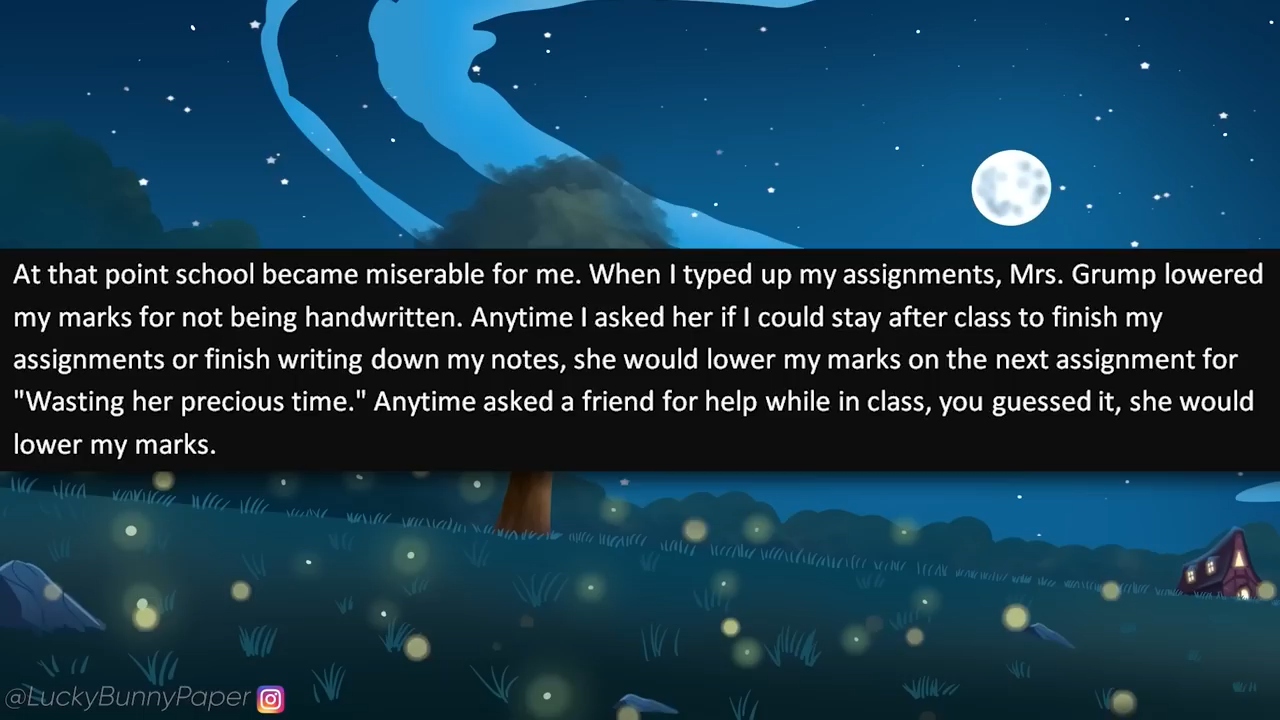 At that point school became miserable for me. When I typed up my assignments, Mrs. Grump lowered
my marks for not being handwritten. Anytime I asked her if I could stay after class to finish my
assignments or finish writing down my notes, she would lower my marks on the next assignment for
"Wasting her precious time." Anytime asked a friend for help while in class, you guessed it, she would
lower my marks.
@LuckyBunnyPaper